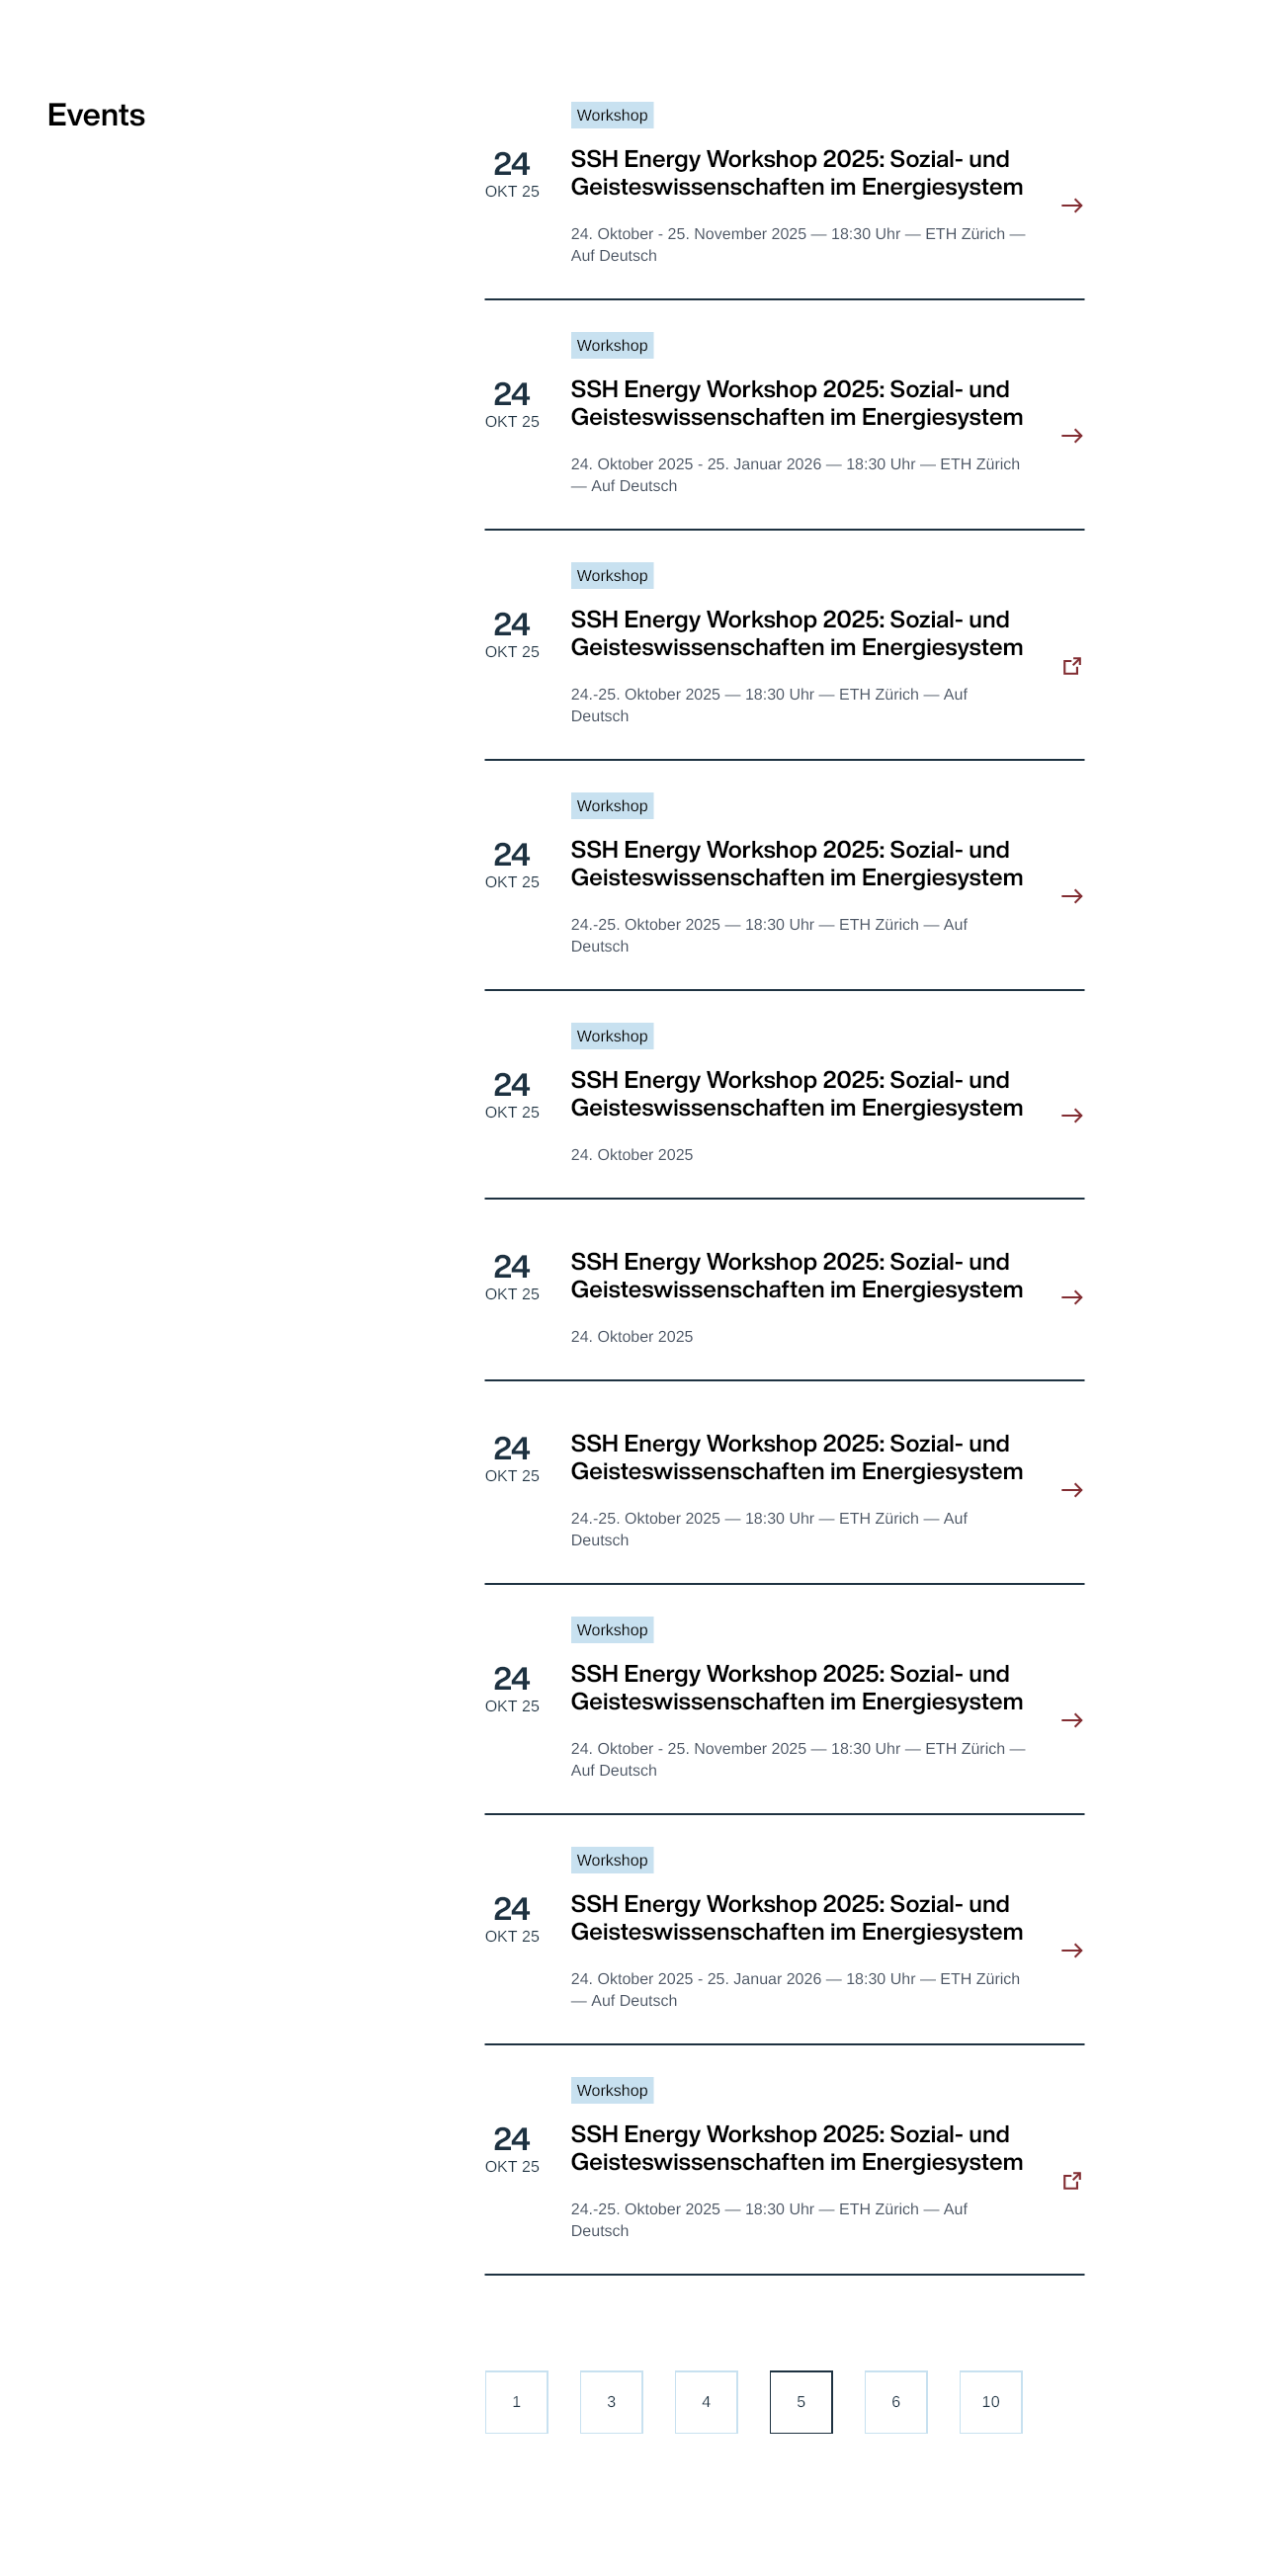 Events
Workshop
24
OKT 25
SSH Energy Workshop 2025: Sozial- und
Geisteswissenschaften im Energiesystem
24. Oktober - 25. November 2025 — 18:30 Uhr — ETH Zürich —
Auf Deutsch
Workshop
24
OKT 25
SSH Energy Workshop 2025: Sozial- und
Geisteswissenschaften im Energiesystem
24. Oktober 2025 - 25. Januar 2026 — 18:30 Uhr — ETH Zürich
— Auf Deutsch
Workshop
24
OKT 25
SSH Energy Workshop 2025: Sozial- und
Geisteswissenschaften im Energiesystem
24.-25. Oktober 2025 — 18:30 Uhr — ETH Zürich — Auf
Deutsch
Workshop
24
OKT 25
SSH Energy Workshop 2025: Sozial- und
Geisteswissenschaften im Energiesystem
24.-25. Oktober 2025 — 18:30 Uhr — ETH Zürich — Auf
Deutsch
Workshop
24
OKT 25
SSH Energy Workshop 2025: Sozial- und
Geisteswissenschaften im Energiesystem
24. Oktober 2025
24
OKT 25
SSH Energy Workshop 2025: Sozial- und
Geisteswissenschaften im Energiesystem
24. Oktober 2025
24
OKT 25
SSH Energy Workshop 2025: Sozial- und
Geisteswissenschaften im Energiesystem
24.-25. Oktober 2025 — 18:30 Uhr — ETH Zürich — Auf
Deutsch
Workshop
24
OKT 25
SSH Energy Workshop 2025: Sozial- und
Geisteswissenschaften im Energiesystem
24. Oktober - 25. November 2025 — 18:30 Uhr — ETH Zürich —
Auf Deutsch
Workshop
24
OKT 25
SSH Energy Workshop 2025: Sozial- und
Geisteswissenschaften im Energiesystem
24. Oktober 2025 - 25. Januar 2026 — 18:30 Uhr — ETH Zürich
— Auf Deutsch
Workshop
24
OKT 25
SSH Energy Workshop 2025: Sozial- und
Geisteswissenschaften im Energiesystem
24.-25. Oktober 2025 — 18:30 Uhr — ETH Zürich — Auf
Deutsch
1 3 4 5 6 10